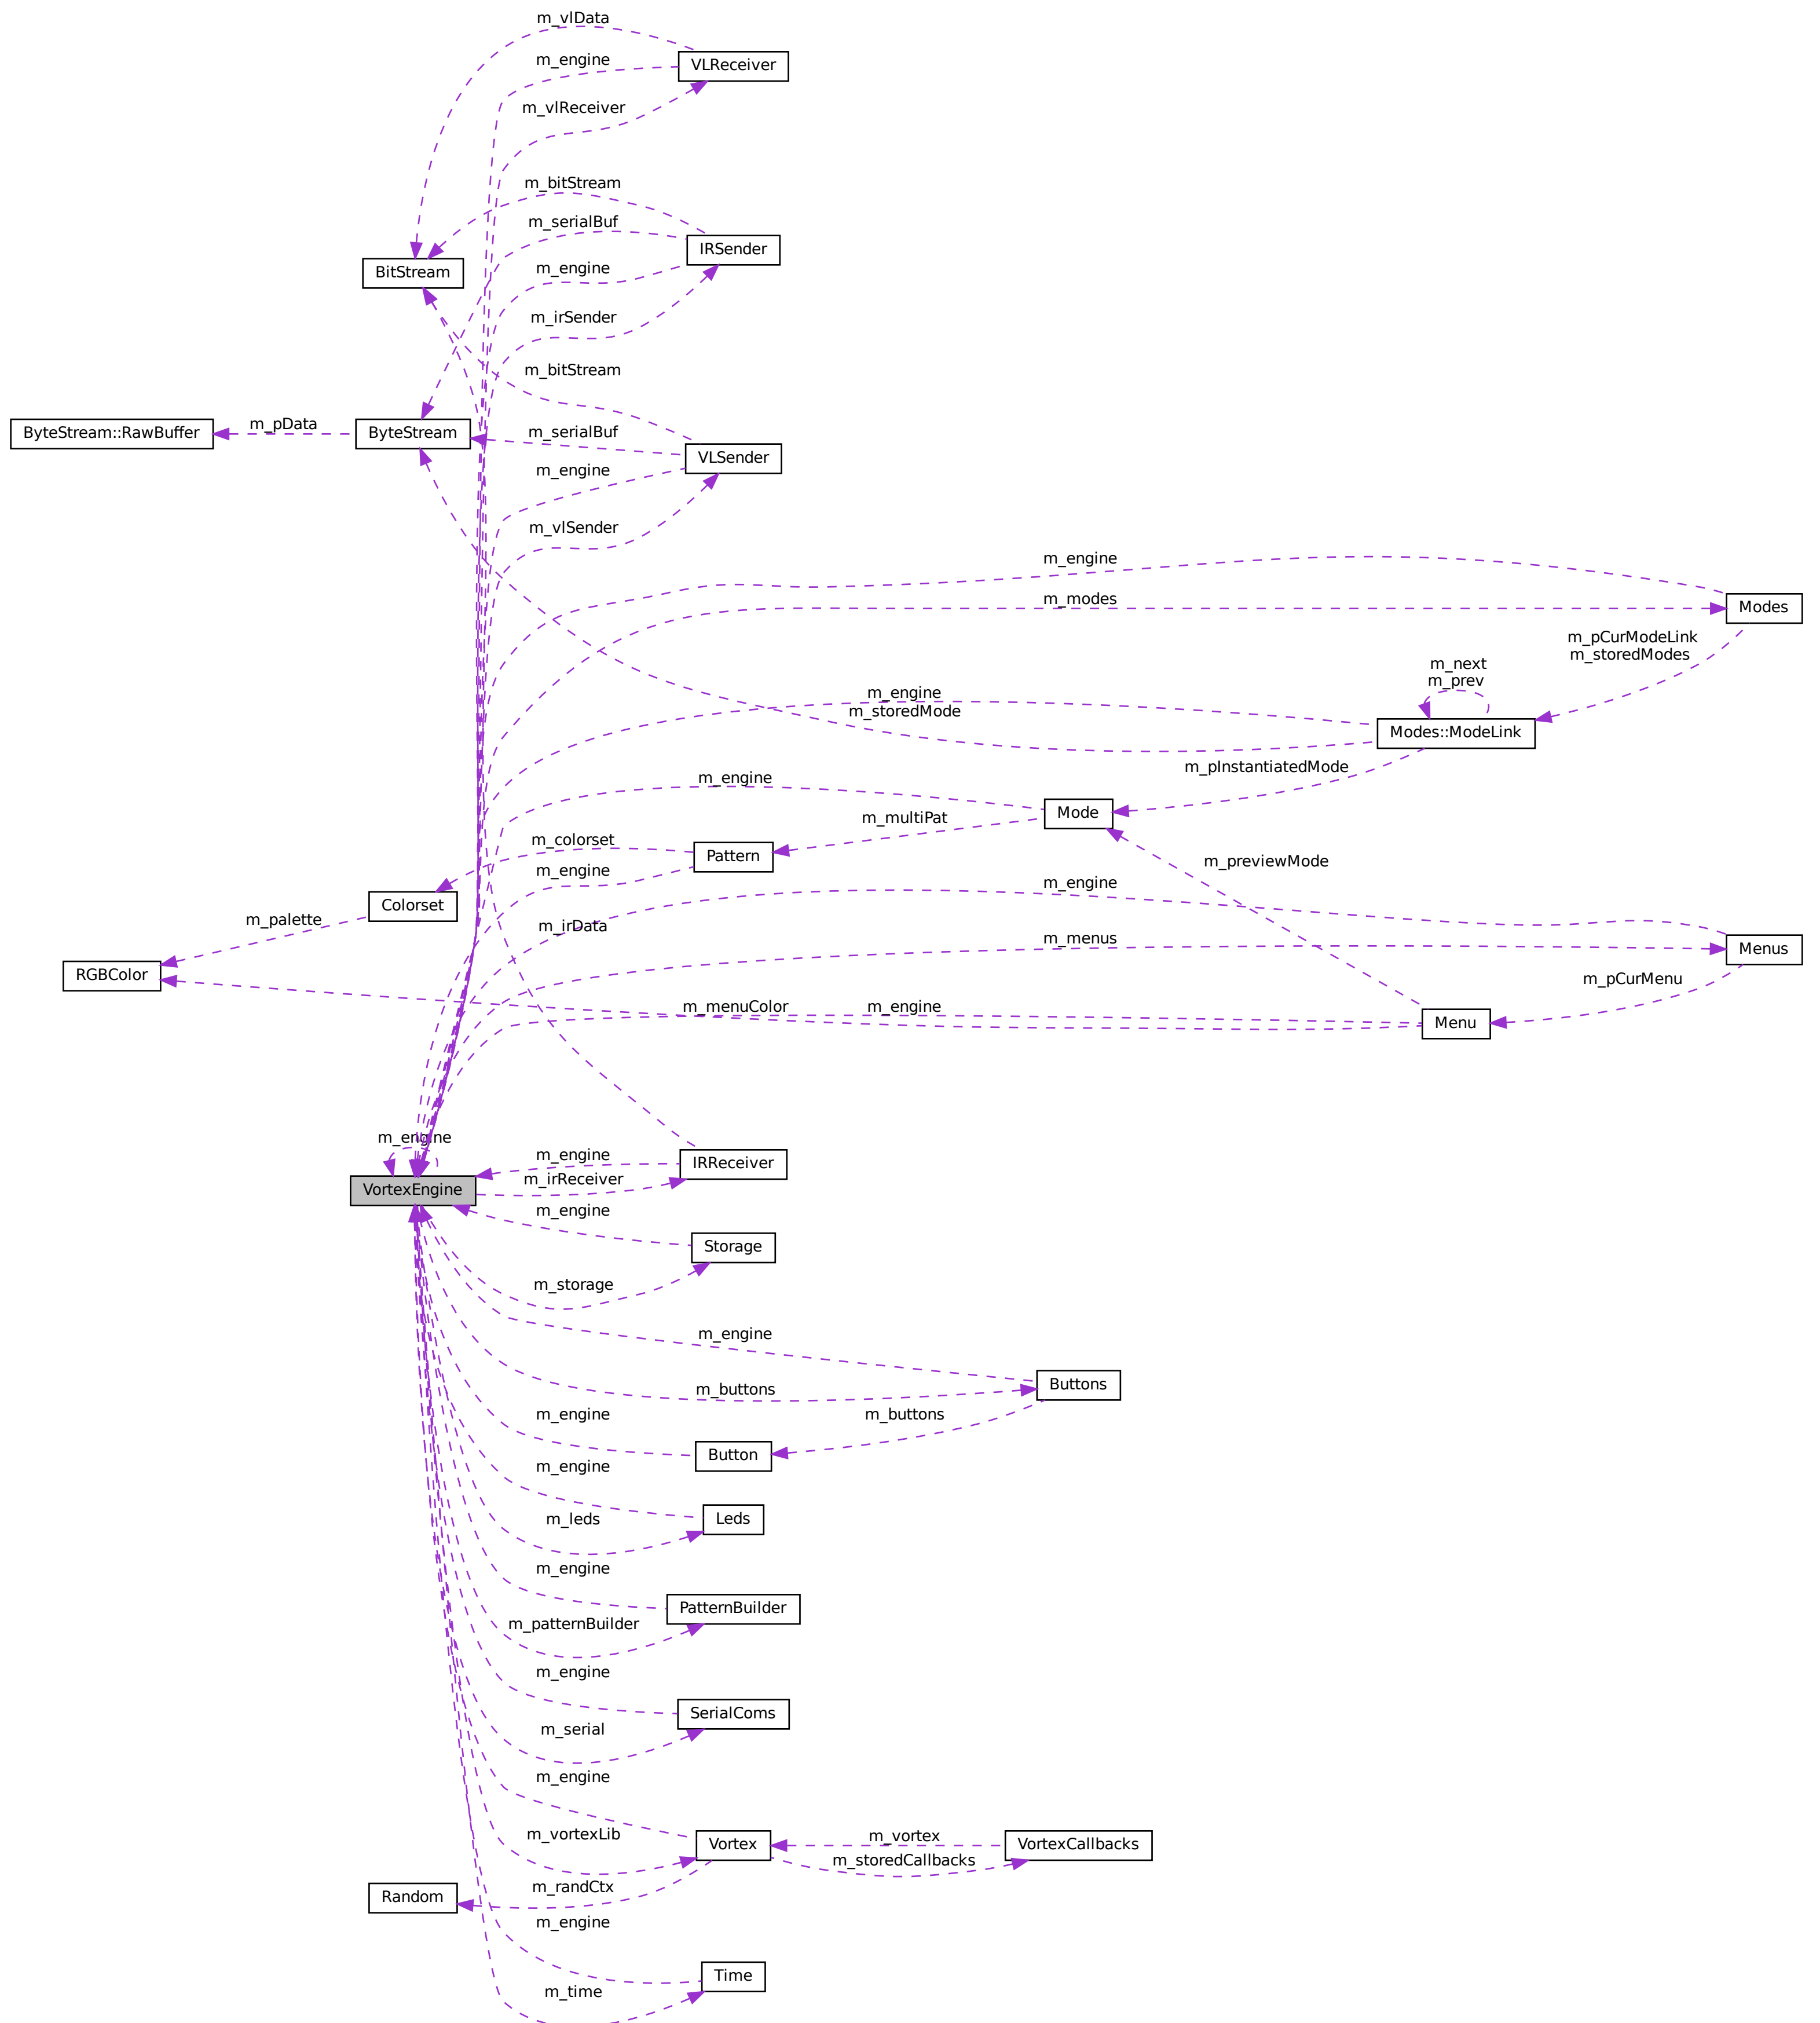 m_vlData
VLReceiver
m_engine
m_vlReceiver
m_bitStream
m_serialBuf
IRSender
m_engine
BitStream
m_irSender
m_bitStream
ByteStream::RawBuffer
m_pData
ByteStream
m_serialBuf
VLSender
m_engine
m_vlSender
m_engine
m_modes
Modes
m_pCurModeLink
m_storedModes
m_next
m_prev
m_engine
m_storedMode
Modes::ModeLink
m_pInstantiatedMode
m_engine
Mode
m_multiPat
m_colorset
Pattern
m_previewMode
m_engine
m_engine
Colorset
m_palette
m_irData
m_menus
Menus
RGBColor
m_pCurMenu
m_menuColor
m_engine
Menu
m_engine
m_engine
IRReceiver
m_irReceiver
VortexEngine
m_engine
Storage
m_storage
m_engine
Buttons
m_buttons
m_engine
m_buttons
Button
m_engine
m_leds
Leds
m_engine
PatternBuilder
m_patternBuilder
m_engine
SerialComs
m_serial
m_engine
m_vortexLib
Vortex
m_vortex
VortexCallbacks
m_storedCallbacks
m_randCtx
Random
m_engine
Time
m_time